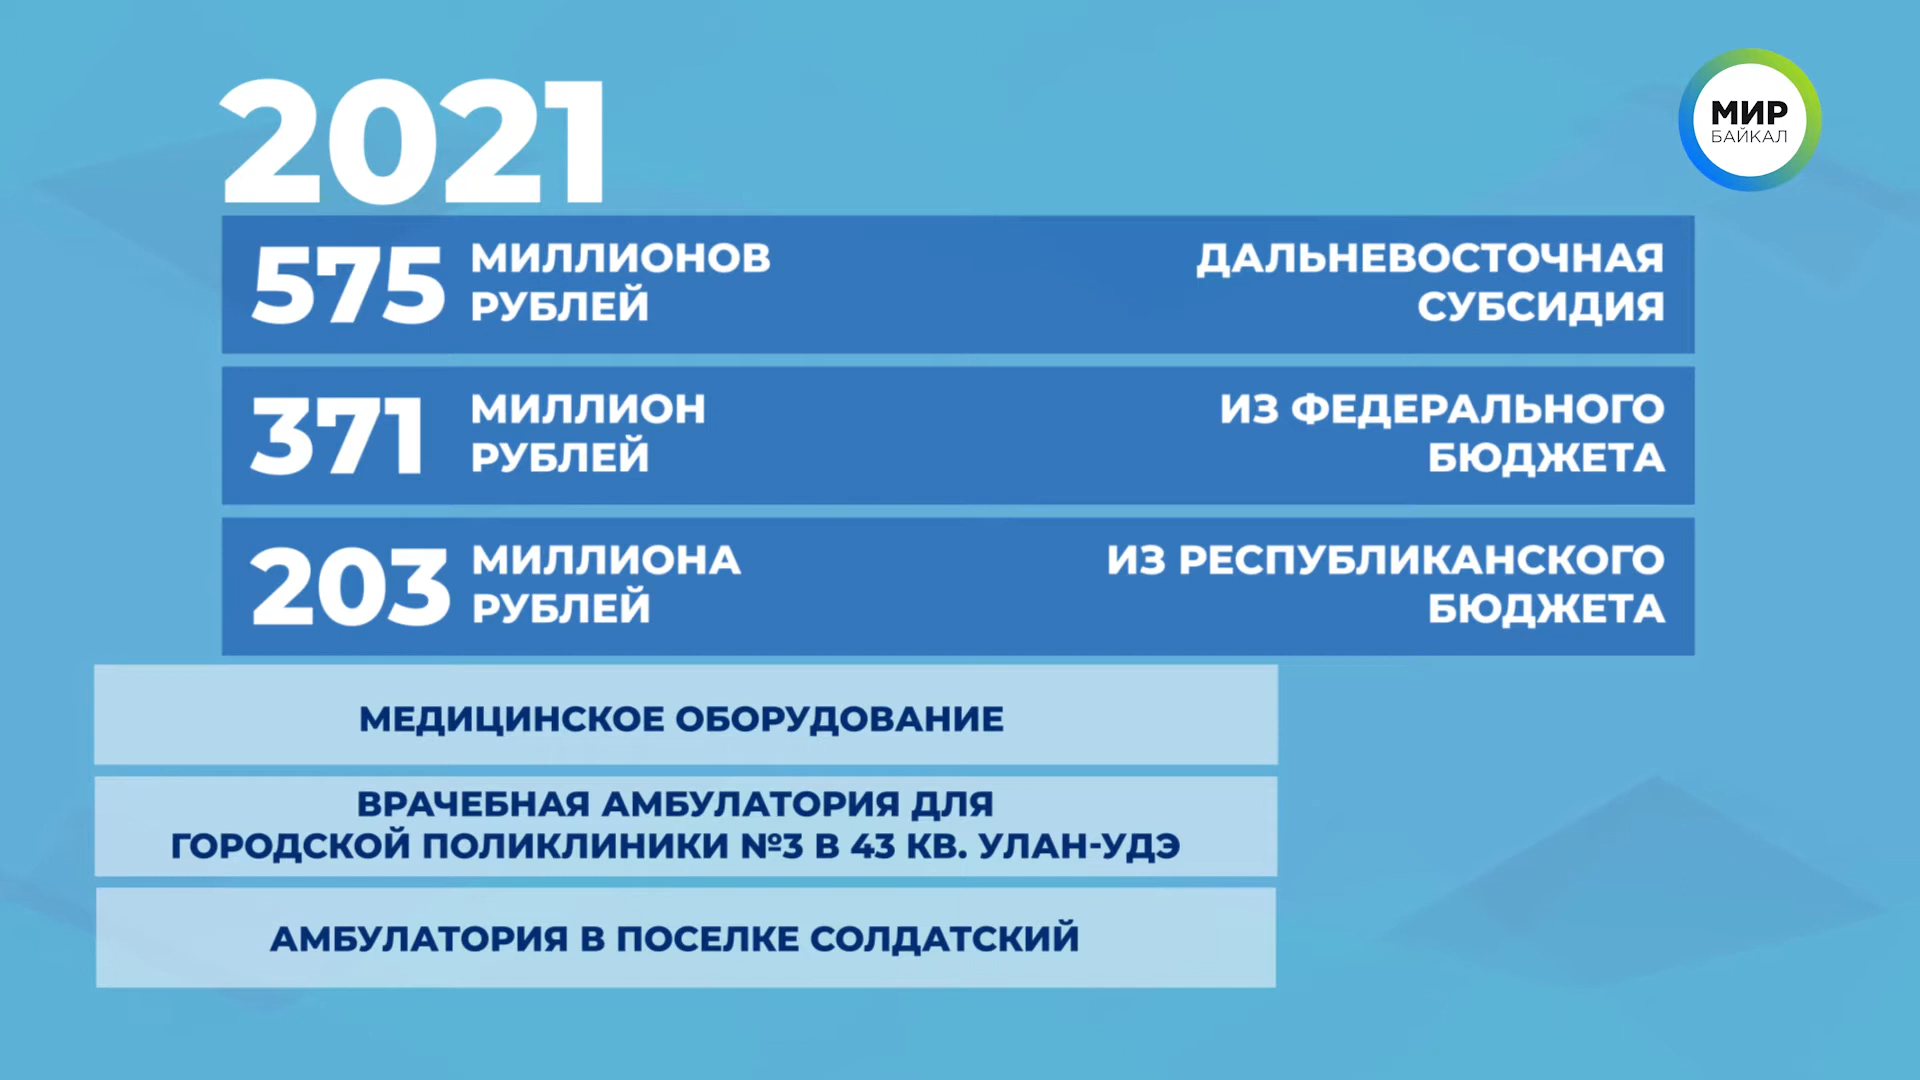 2021
МИР
БАЙКАЛ
575 МИЛЛИОНОВ
РУБЛЕЙ
ДАЛЬНЕВОСТОЧНАЯ
СУБСИДИЯ
371 МИЛЛИОН
РУБЛЕЙ
ИЗ ФЕДЕРАЛЬНОГО
БЮДЖЕТА
203 МИЛЛИОНА
РУБЛЕЙ
ИЗ РЕСПУБЛИКАНСКОГО
БЮДЖЕТА
МЕДИЦИНСКОЕ ОБОРУДОВАНИЕ
ВРАЧЕБНАЯ АМБУЛАТОРИЯ ДЛЯ
ГОРОДСКОЙ ПОЛИКЛИНИКИ №3 В 43 КВ. УЛАН-УДЭ
АМБУЛАТОРИЯ В ПОСЕЛКЕ СОЛДАТСКИЙ